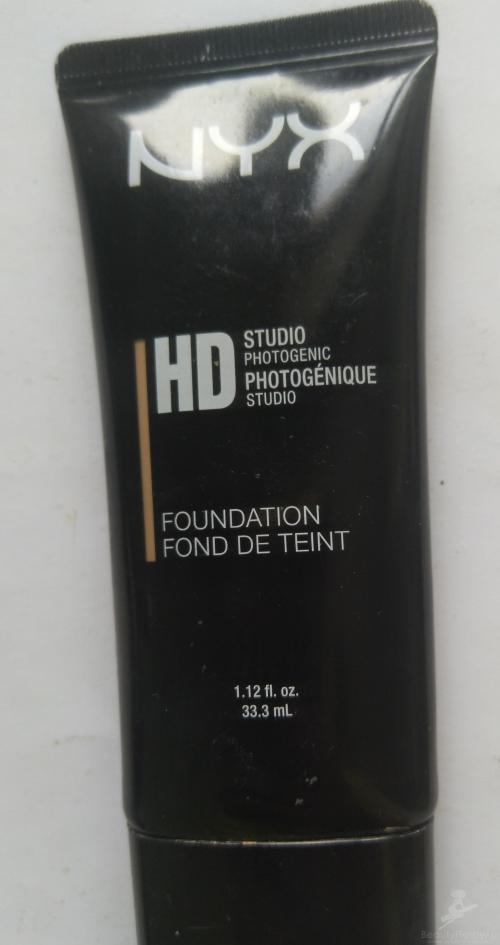 NYX
HD
STUDIO
PHOTOGENIC
PHOTOGÉNIQUE
STUDIO
FOUNDATION
FOND DE TEINT
1.12 fl. oz.
33.3 mL